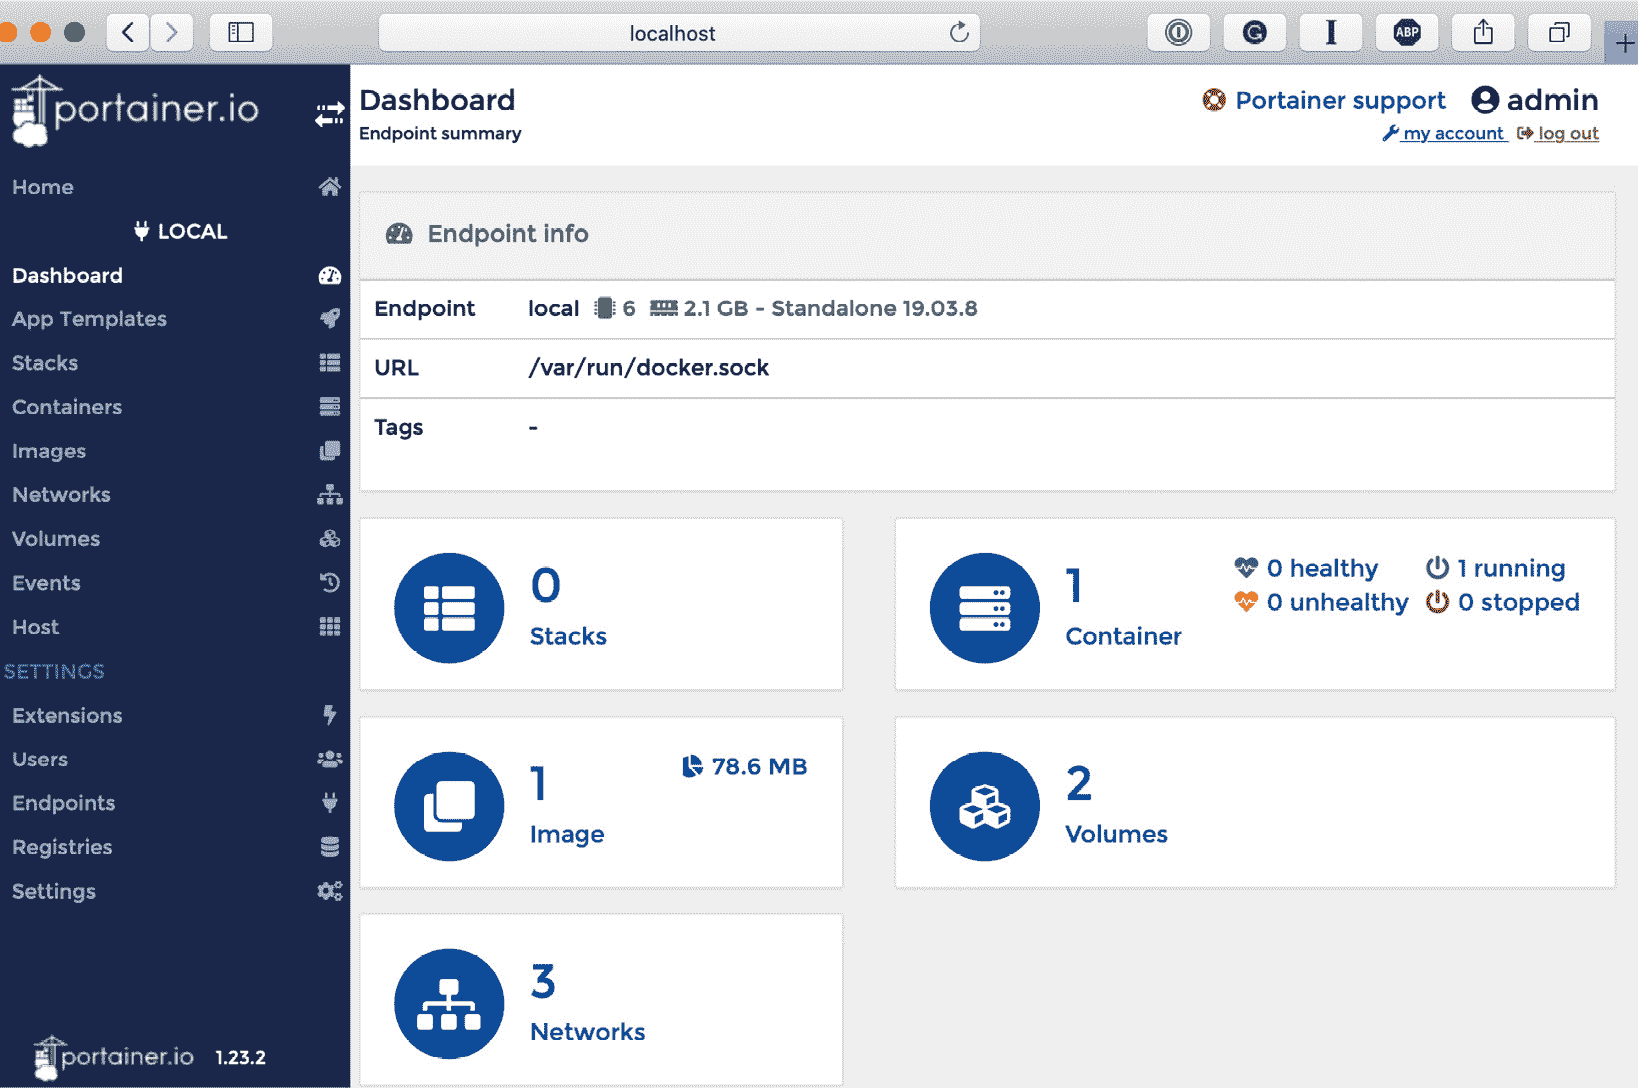 localhost
ABP
portainer.io
Dashboard
Endpoint summary
Portainer support
admin
my account
log out
Home
LOCAL
Dashboard
App Templates
Stacks
Containers
Images
Networks
Volumes
Events
Host
SETTINGS
Extensions
Users
Endpoints
Registries
Settings
portainer.io 1.23.2
Endpoint info
Endpoint local 6 2.1 GB - Standalone 19.03.8
URL /var/run/docker.sock
Tags -
0
Stacks
1
Container
0 healthy 1 running
0 unhealthy 0 stopped
1
Image
78.6 MB
2
Volumes
3
Networks